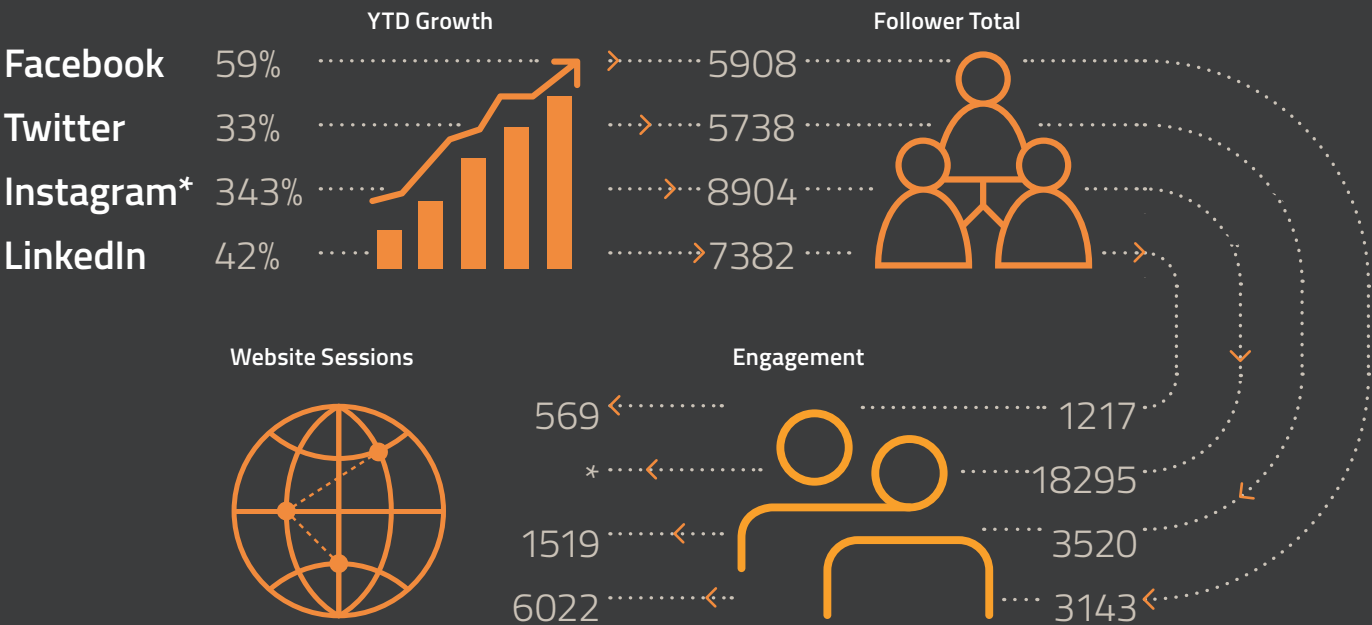 YTD Growth Follower Total
Facebook 59% 5908
Twitter 33% 5738
Instagram* 343% 8904
LinkedIn 42% 7382
Website Sessions Engagement
569 1217
* 18295
1519 3520
6022 3143